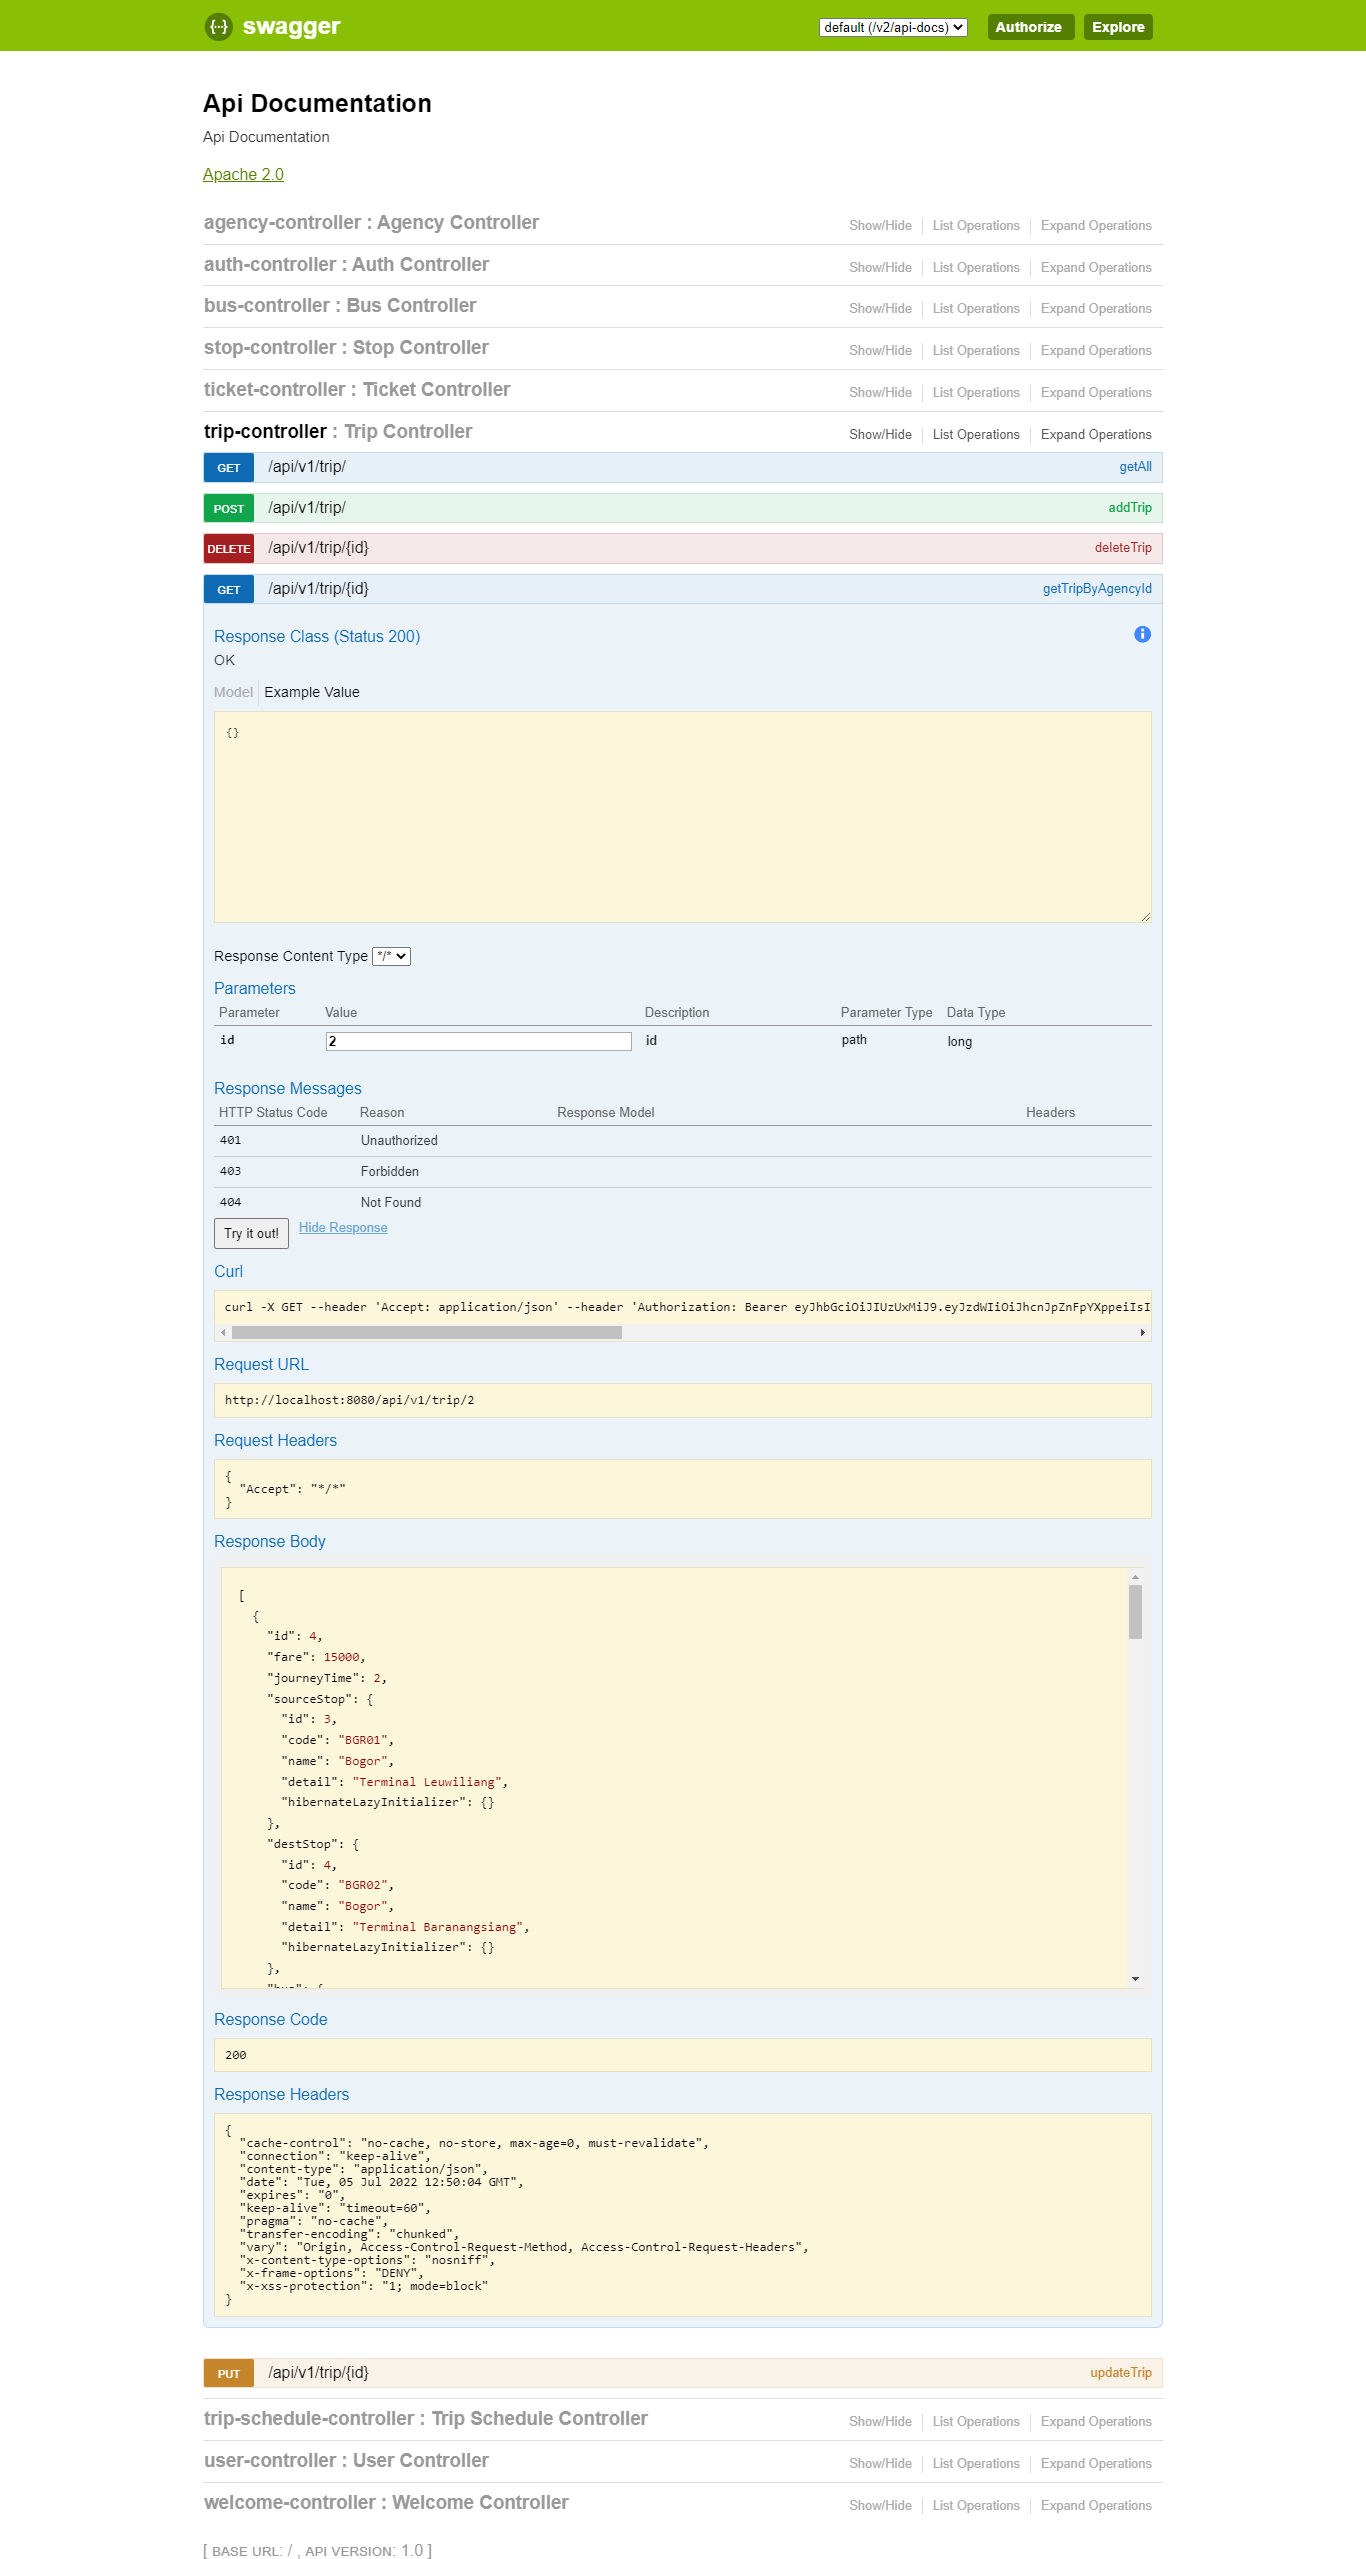 swagger
default (/v2/api-docs) Authorize Explore
Api Documentation
Api Documentation
Apache 2.0
agency-controller : Agency Controller Show/Hide List Operations Expand Operations
auth-controller : Auth Controller Show/Hide List Operations Expand Operations
bus-controller : Bus Controller Show/Hide List Operations Expand Operations
stop-controller : Stop Controller Show/Hide List Operations Expand Operations
ticket-controller : Ticket Controller Show/Hide List Operations Expand Operations
trip-controller : Trip Controller Show/Hide List Operations Expand Operations
GET /api/v1/trip/ getAll
POST /api/v1/trip/ addTrip
DELETE /api/v1/trip/{id} deleteTrip
GET /api/v1/trip/{id} getTripByAgencyId
Response Class (Status 200)
OK
Model Example Value
{}
Response Content Type */*
Parameters
Parameter Value Description Parameter Type Data Type
id 2 id path long
Response Messages
HTTP Status Code Reason Response Model Headers
401 Unauthorized
403 Forbidden
404 Not Found
Try it out! Hide Response
Curl
curl -X GET --header 'Accept: application/json' --header 'Authorization: Bearer eyJhbGciOiJIUzUxMiJ9.eyJzdWIiOiJhcnJpZnFpYXppeiIsI
Request URL
http://localhost:8080/api/v1/trip/2
Request Headers
{
"Accept": "*/*"
}
Response Body
[
{
"id": 4,
"fare": 15000,
"journeyTime": 2,
"sourceStop": {
"id": 3,
"code": "BGR01",
"name": "Bogor",
"detail": "Terminal Leuwiliang",
"hibernateLazyInitializer": {}
},
"destStop": {
"id": 4,
"code": "BGR02",
"name": "Bogor",
"detail": "Terminal Baranangsiang",
"hibernateLazyInitializer": {}
},
"bus": {
Response Code
200
Response Headers
{
"cache-control": "no-cache, no-store, max-age=0, must-revalidate",
"connection": "keep-alive",
"content-type": "application/json",
"date": "Tue, 05 Jul 2022 12:50:04 GMT",
"expires": "0",
"keep-alive": "timeout=60",
"pragma": "no-cache",
"transfer-encoding": "chunked",
"vary": "Origin, Access-Control-Request-Method, Access-Control-Request-Headers",
"x-content-type-options": "nosniff",
"x-frame-options": "DENY",
"x-xss-protection": "1; mode=block"
}
PUT /api/v1/trip/{id} updateTrip
trip-schedule-controller : Trip Schedule Controller Show/Hide List Operations Expand Operations
user-controller : User Controller Show/Hide List Operations Expand Operations
welcome-controller : Welcome Controller Show/Hide List Operations Expand Operations
[ BASE URL: / , API VERSION: 1.0 ]